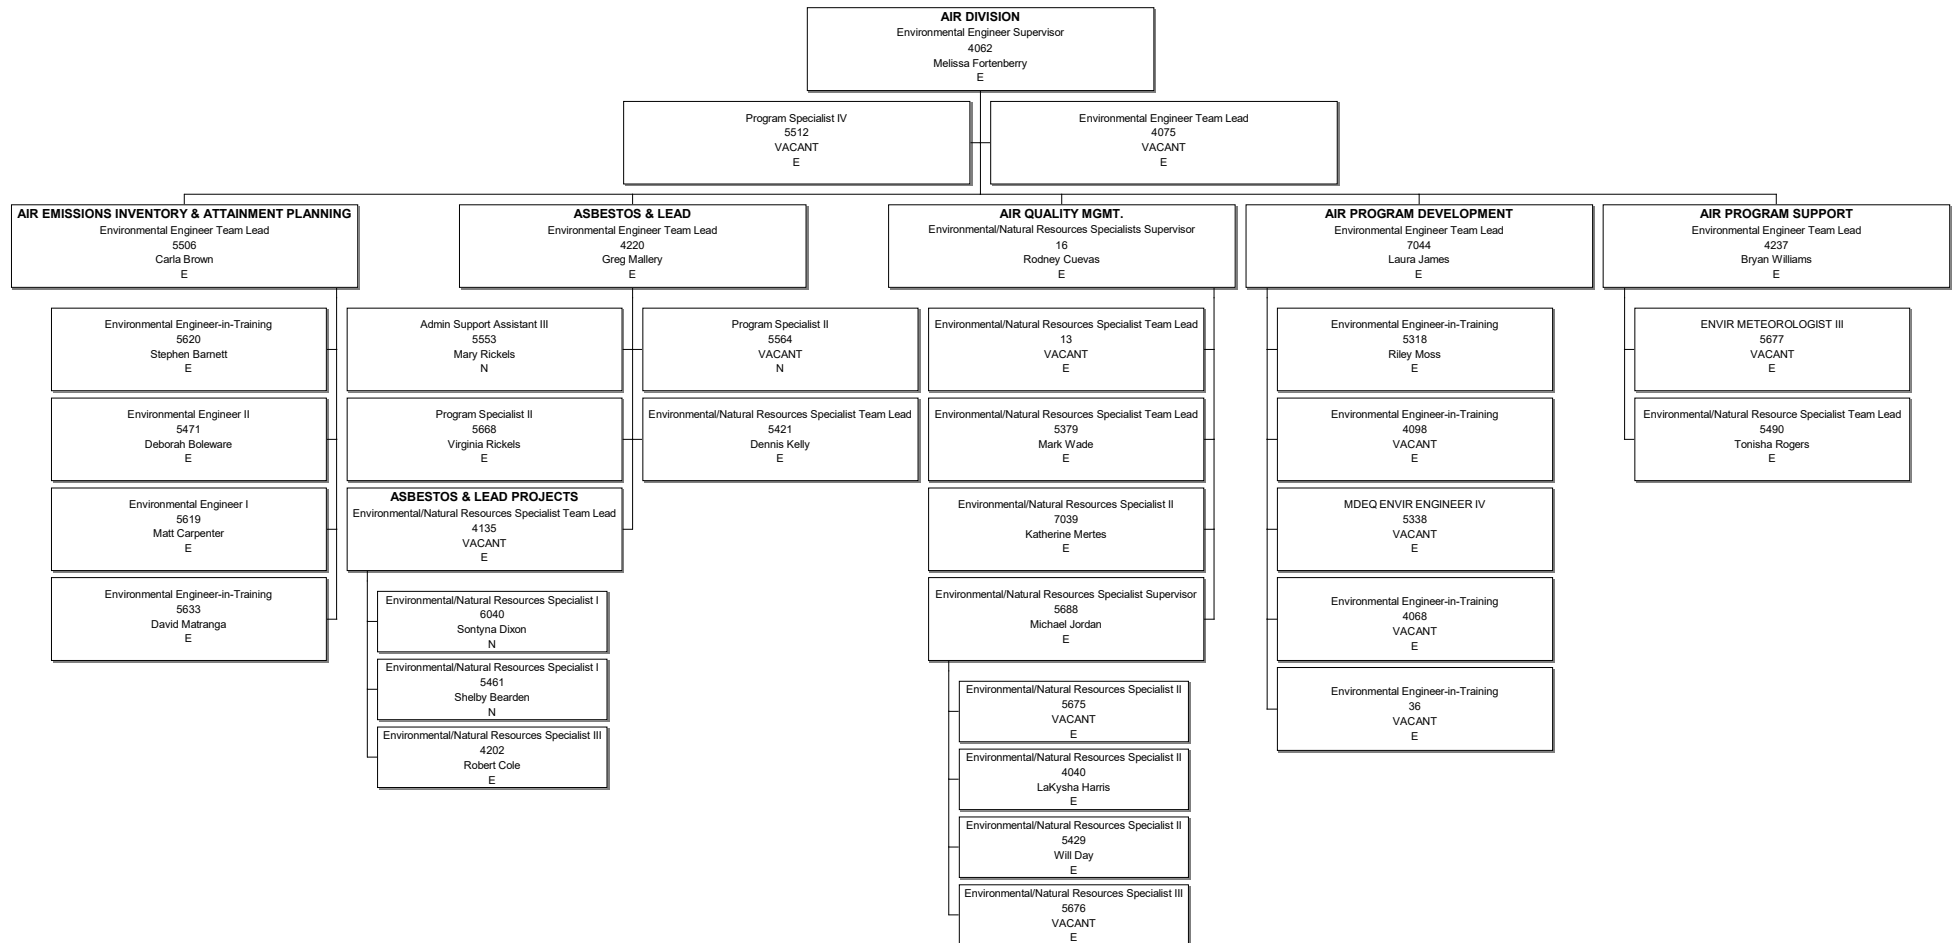 AIR DIVISION
Environmental Engineer Supervisor
4062
Melissa Fortenberry
E
Program Specialist IV
5512
VACANT
E
Environmental Engineer Team Lead
4075
VACANT
E
AIR EMISSIONS INVENTORY & ATTAINMENT PLANNING
Environmental Engineer Team Lead
5506
Carla Brown
E
Environmental Engineer-in-Training
5620
Stephen Barnett
E
Environmental Engineer II
5471
Deborah Boleware
E
Environmental Engineer I
5619
Matt Carpenter
E
Environmental Engineer-in-Training
5633
David Matranga
E
ASBESTOS & LEAD
Environmental Engineer Team Lead
4220
Greg Mallery
E
Admin Support Assistant III
5553
Mary Rickels
N
Program Specialist II
5564
VACANT
N
Program Specialist II
5668
Virginia Rickels
E
Environmental/Natural Resources Specialist Team Lead
5421
Dennis Kelly
E
ASBESTOS & LEAD PROJECTS
Environmental/Natural Resources Specialist Team Lead
4135
VACANT
E
Environmental/Natural Resources Specialist I
6040
Sontyna Dixon
N
Environmental/Natural Resources Specialist I
5461
Shelby Bearden
N
Environmental/Natural Resources Specialist III
4202
Robert Cole
E
AIR QUALITY MGMT.
Environmental/Natural Resources Specialists Supervisor
16
Rodney Cuevas
E
Environmental/Natural Resources Specialist Team Lead
13
VACANT
E
Environmental/Natural Resources Specialist Team Lead
5379
Mark Wade
E
Environmental/Natural Resources Specialist II
7039
Katherine Mertes
E
Environmental/Natural Resources Specialist Supervisor
5688
Michael Jordan
E
Environmental/Natural Resources Specialist II
5675
VACANT
E
Environmental/Natural Resources Specialist II
4040
LaKysha Harris
E
Environmental/Natural Resources Specialist II
5429
Will Day
E
Environmental/Natural Resources Specialist III
5676
VACANT
E
AIR PROGRAM DEVELOPMENT
Environmental Engineer Team Lead
7044
Laura James
E
Environmental Engineer-in-Training
5318
Riley Moss
E
Environmental Engineer-in-Training
4098
VACANT
E
MDEQ ENVIR ENGINEER IV
5338
VACANT
E
Environmental Engineer-in-Training
4068
VACANT
E
Environmental Engineer-in-Training
36
VACANT
E
AIR PROGRAM SUPPORT
Environmental Engineer Team Lead
4237
Bryan Williams
E
ENVIR METEOROLOGIST III
5677
VACANT
E
Environmental/Natural Resource Specialist Team Lead
5490
Tonisha Rogers
E